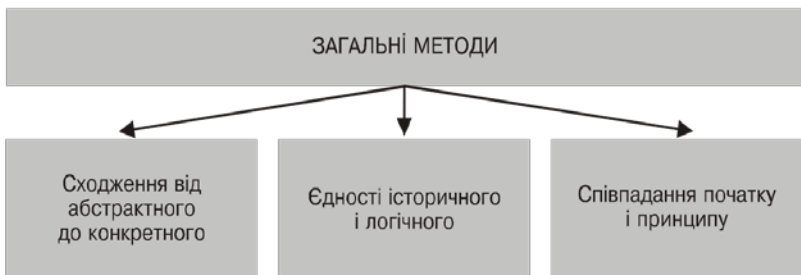 ЗАГАЛЬНІ МЕТОДИ
Сходження від
абстрактного
до конкретного
Єдності історичного
і логічного
Співпадання початку
і принципу